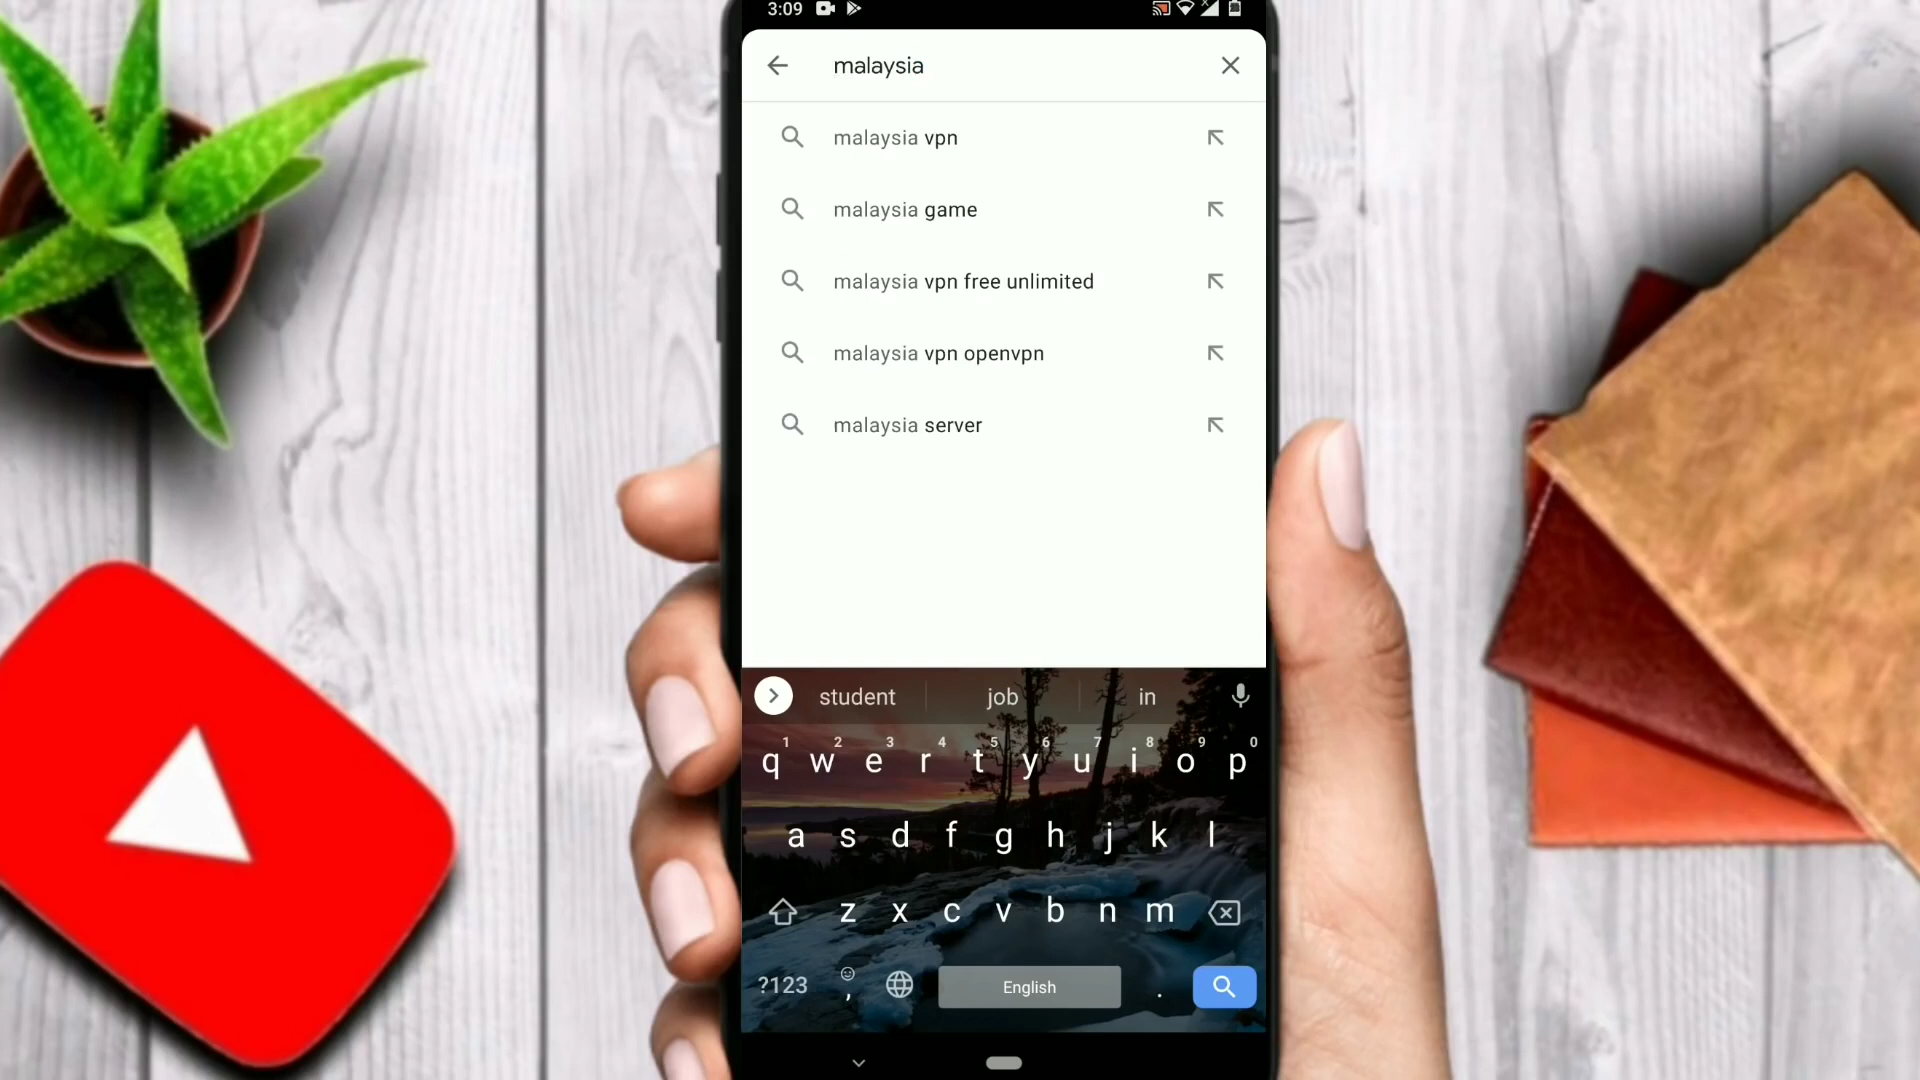 3:09
malaysia
malaysia vpn
malaysia game
malaysia vpn free unlimited
malaysia vpn openvpn
malaysia server
student job in
1 2 3 4 5 6 7 8 9 0
q w e r t y u i o p
a s d f g h j k l
z x c v b n m
?123 , English .